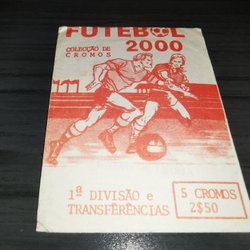 FUTEBOL
2000
COLECÇÃO DE
CROMOS
1ª DIVISÃO e
TRANSFERÊNCIAS
5 CROMOS
2$50